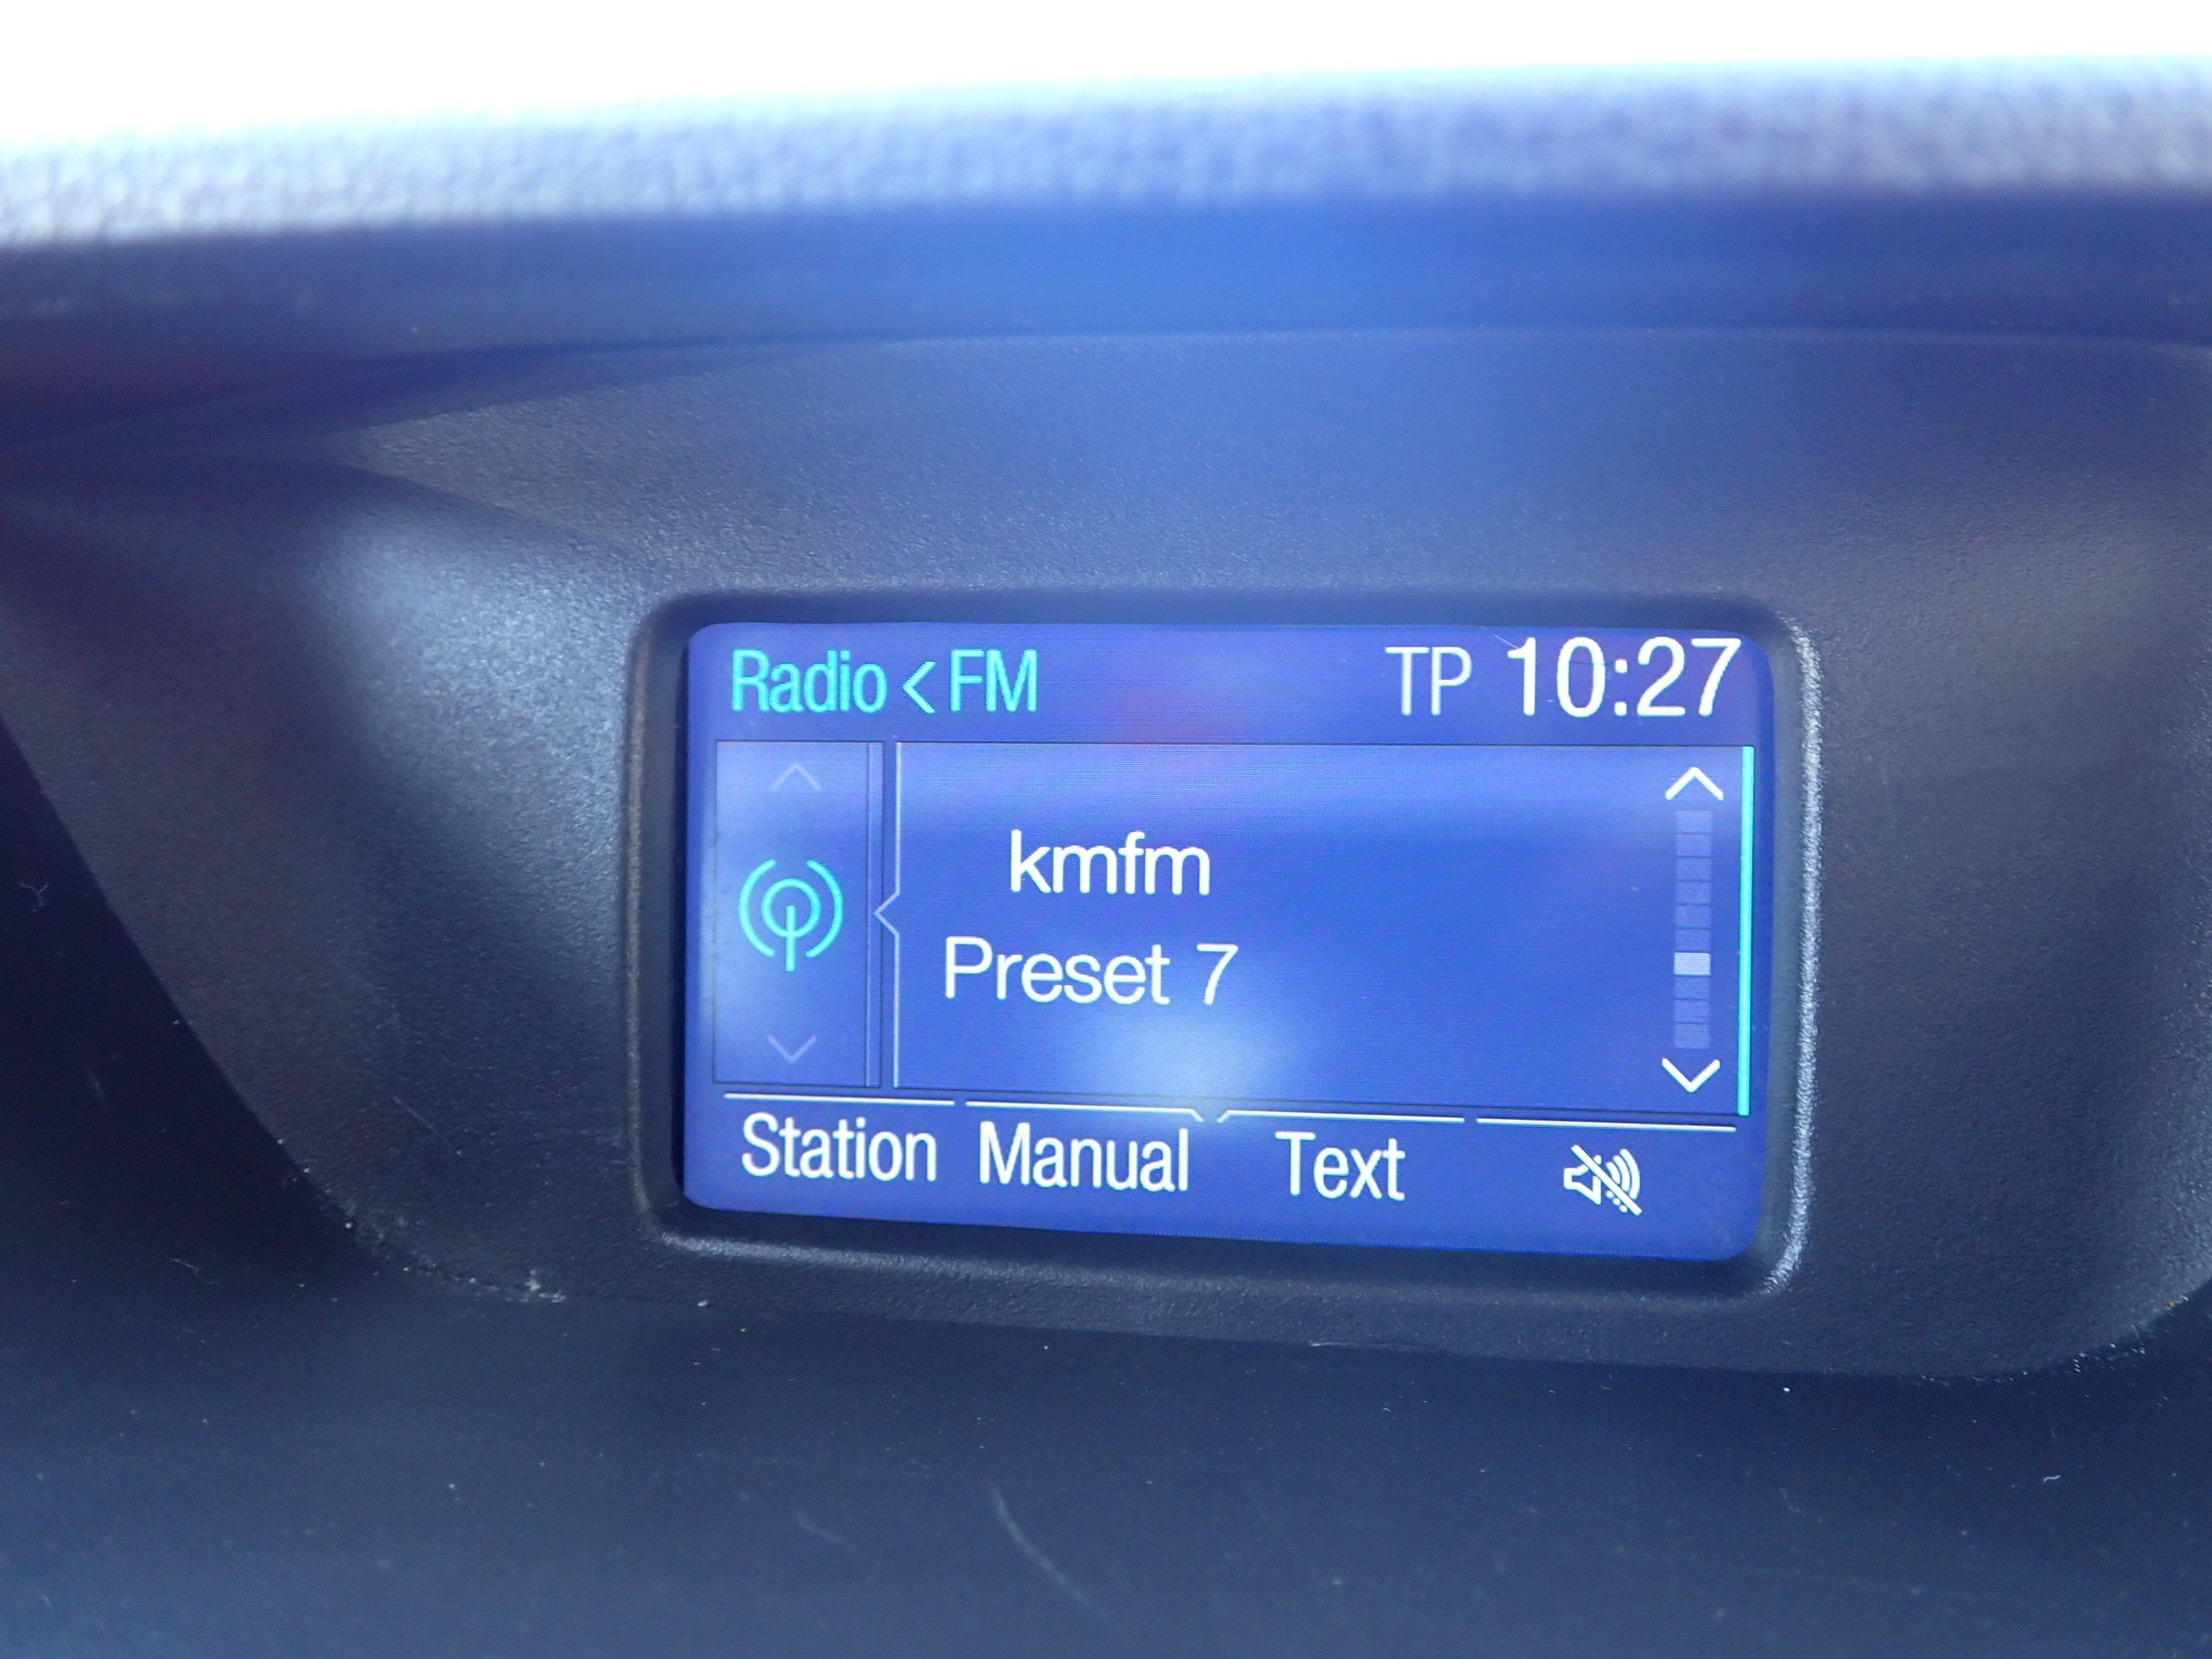 Radio < FM TP 10:27
kmfm
Preset 7
Station Manual Text